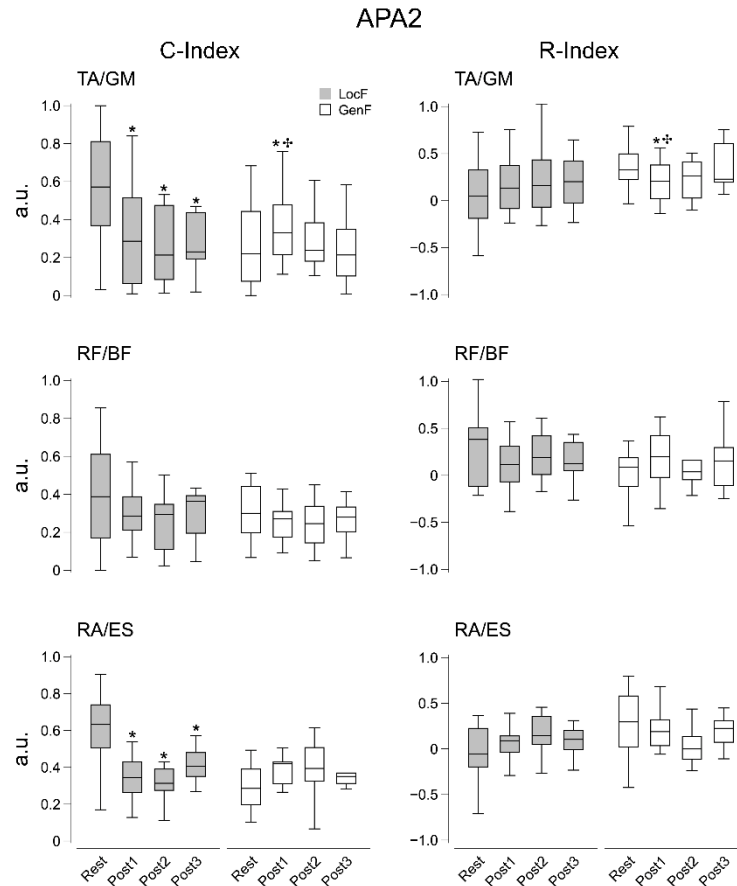 APA2
C-Index
R-Index
TA/GM
TA/GM
LocF
GenF
a.u.
1.0
0.8
0.6
0.4
0.2
0
*
*
*
*✣
1.0
0.5
0
−0.5
−1.0
*✣
RF/BF
RF/BF
a.u.
1.0
0.8
0.6
0.4
0.2
0
1.0
0.5
0
−0.5
−1.0
RA/ES
RA/ES
a.u.
1.0
0.8
0.6
0.4
0.2
0
*
*
*
1.0
0.5
0
−0.5
−1.0
Rest Post1 Post2 Post3 Rest Post1 Post2 Post3
Rest Post1 Post2 Post3 Rest Post1 Post2 Post3